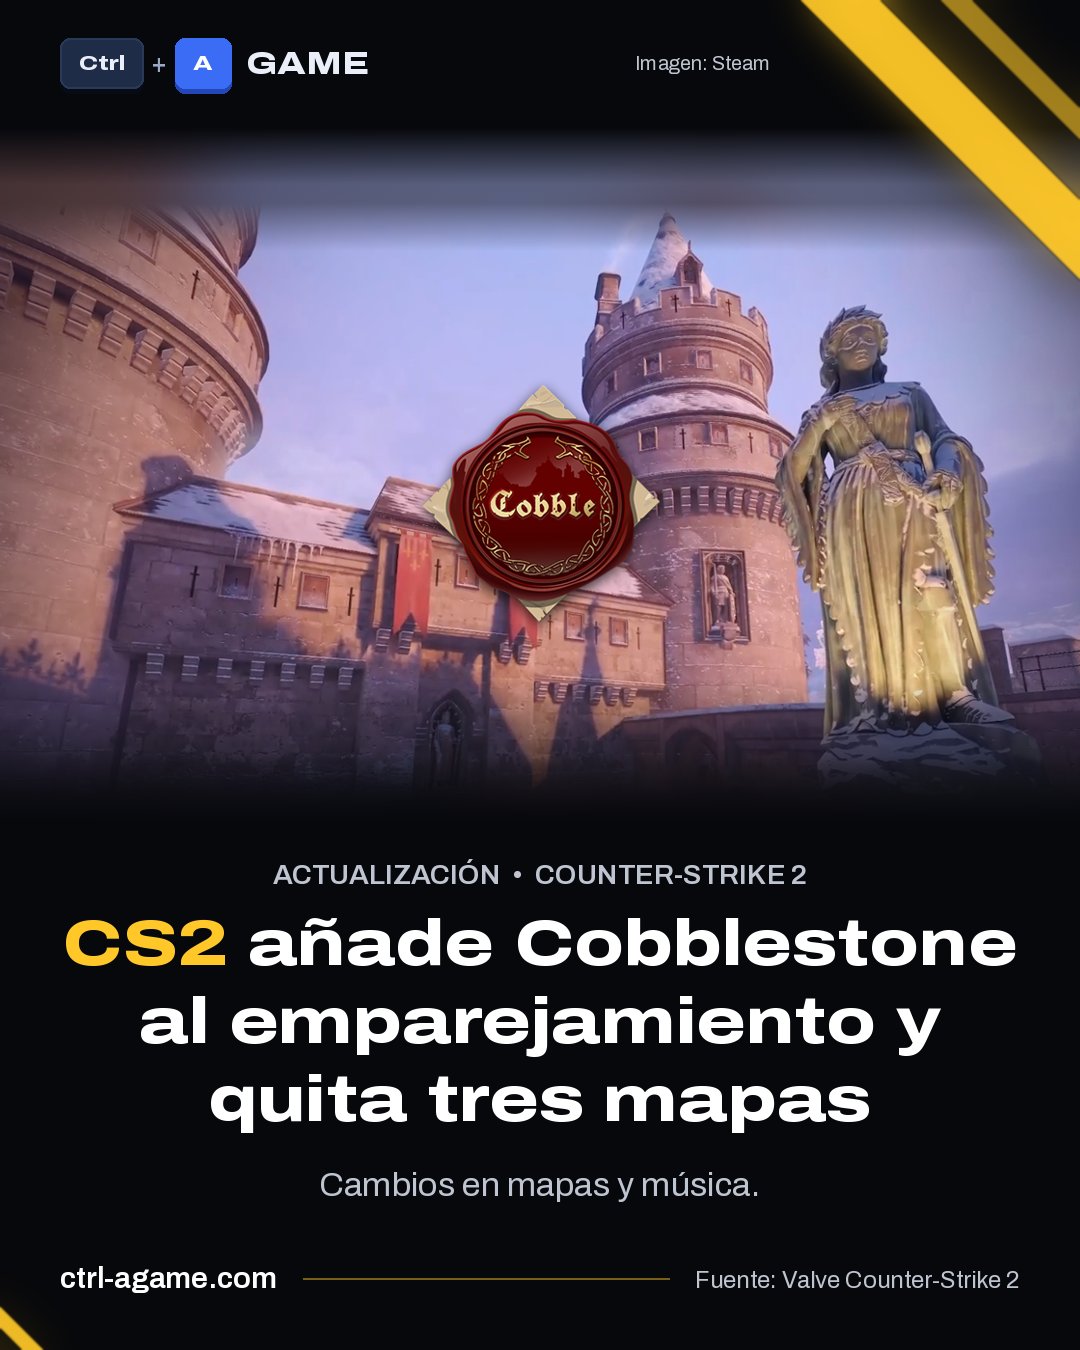 Ctrl + A GAME
Imagen: Steam
Cobble
ACTUALIZACIÓN • COUNTER-STRIKE 2
CS2 añade Cobblestone
al emparejamiento y
quita tres mapas
Cambios en mapas y música.
ctrl-agame.com
Fuente: Valve Counter-Strike 2